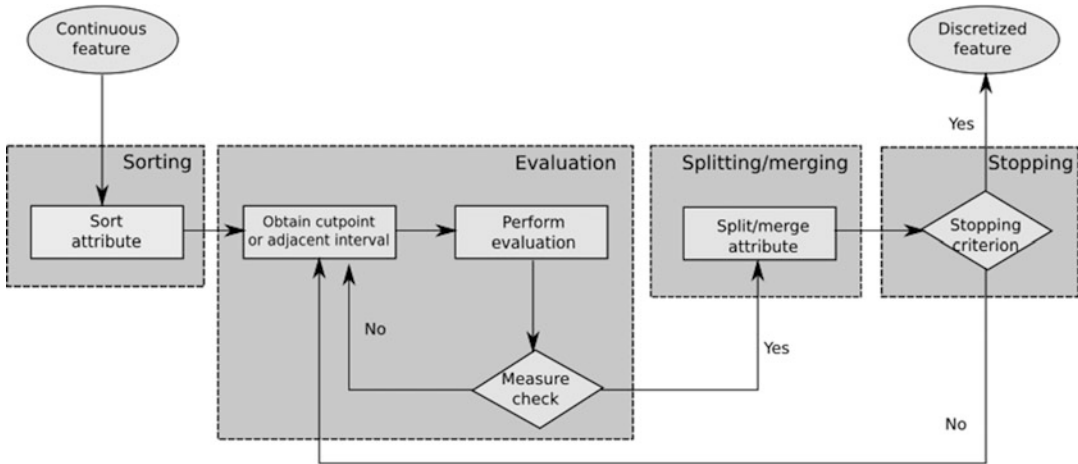 Continuous
feature
Discretized
feature
Yes
Sorting
Evaluation
Splitting/merging
Stopping
Sort
attribute
Obtain cutpoint
or adjacent interval
Perform
evaluation
Split/merge
attribute
Stopping
criterion
No
Yes
Measure
check
No